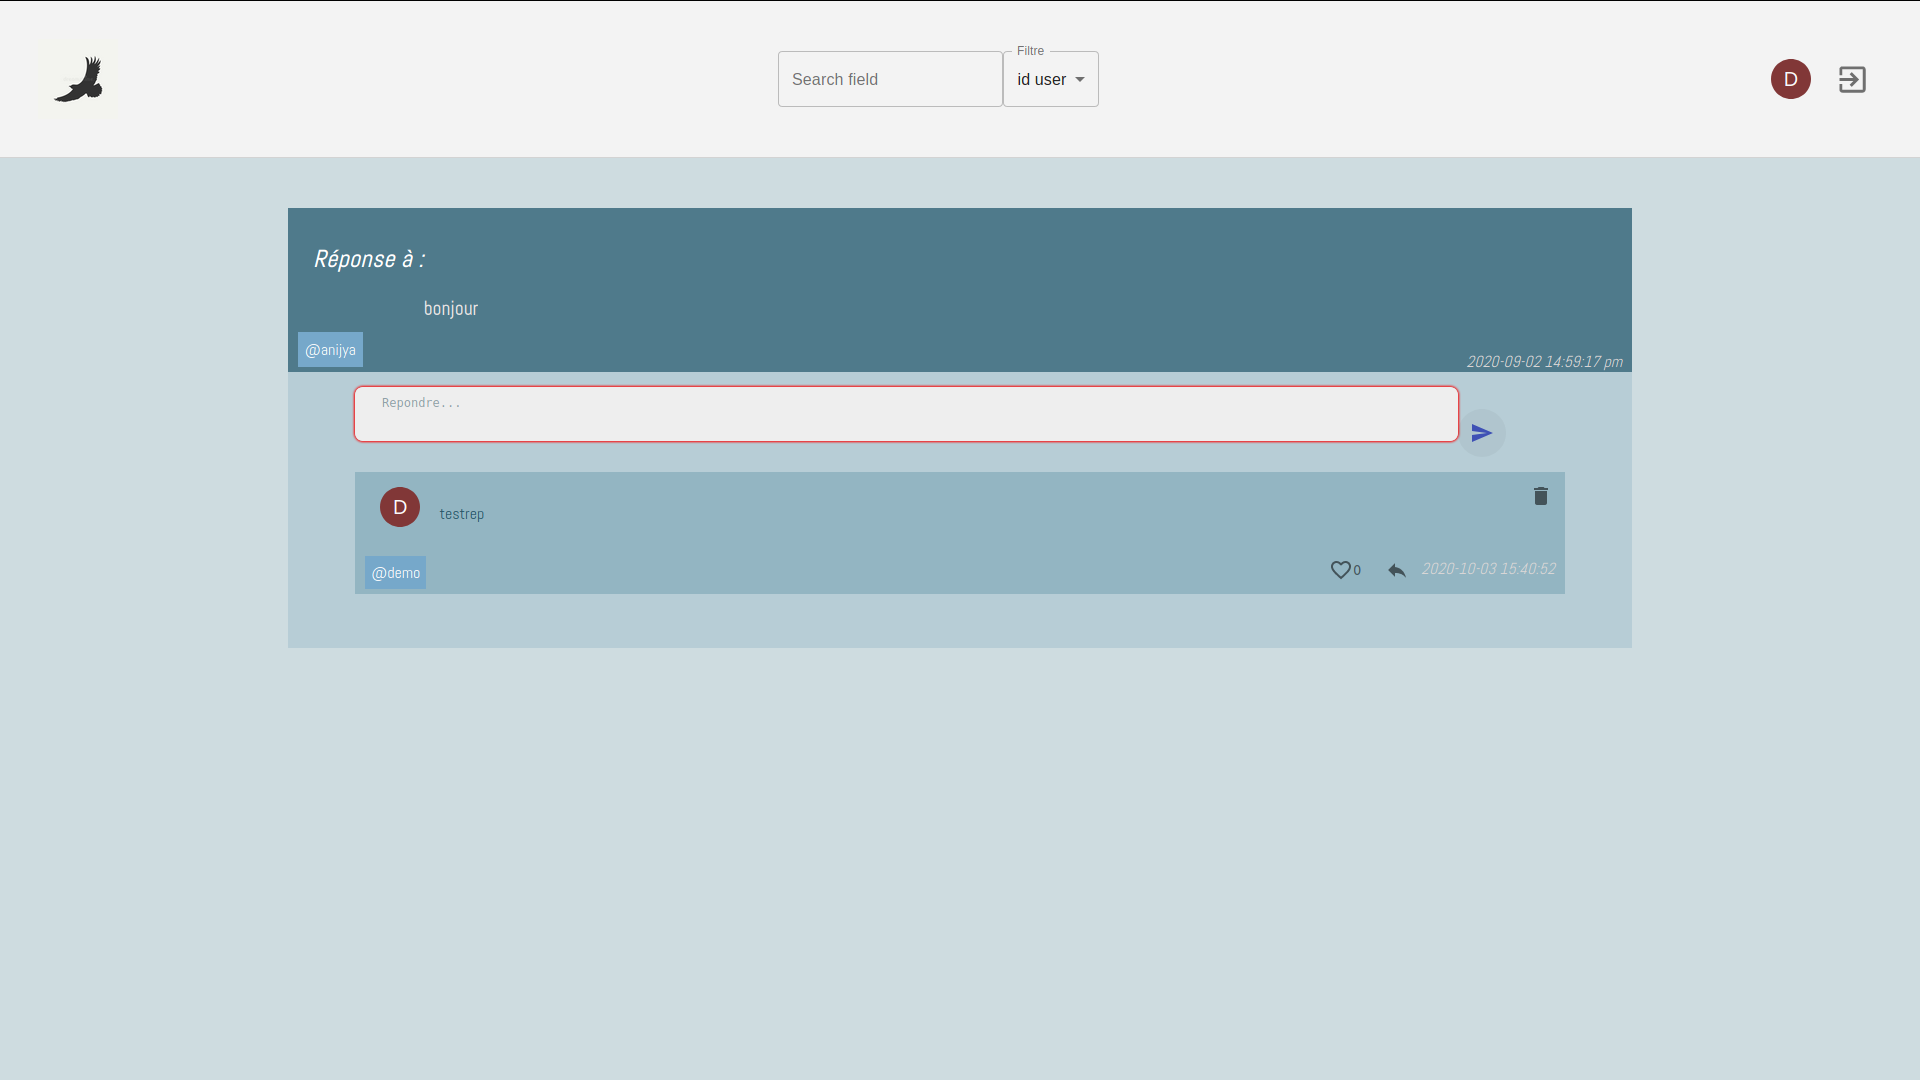 Filtre
Search field
id user
D
Réponse à :
bonjour
@anijya
2020-09-02 14:59:17 pm
Repondre...
D
testrep
@demo
0
2020-10-03 15:40:52